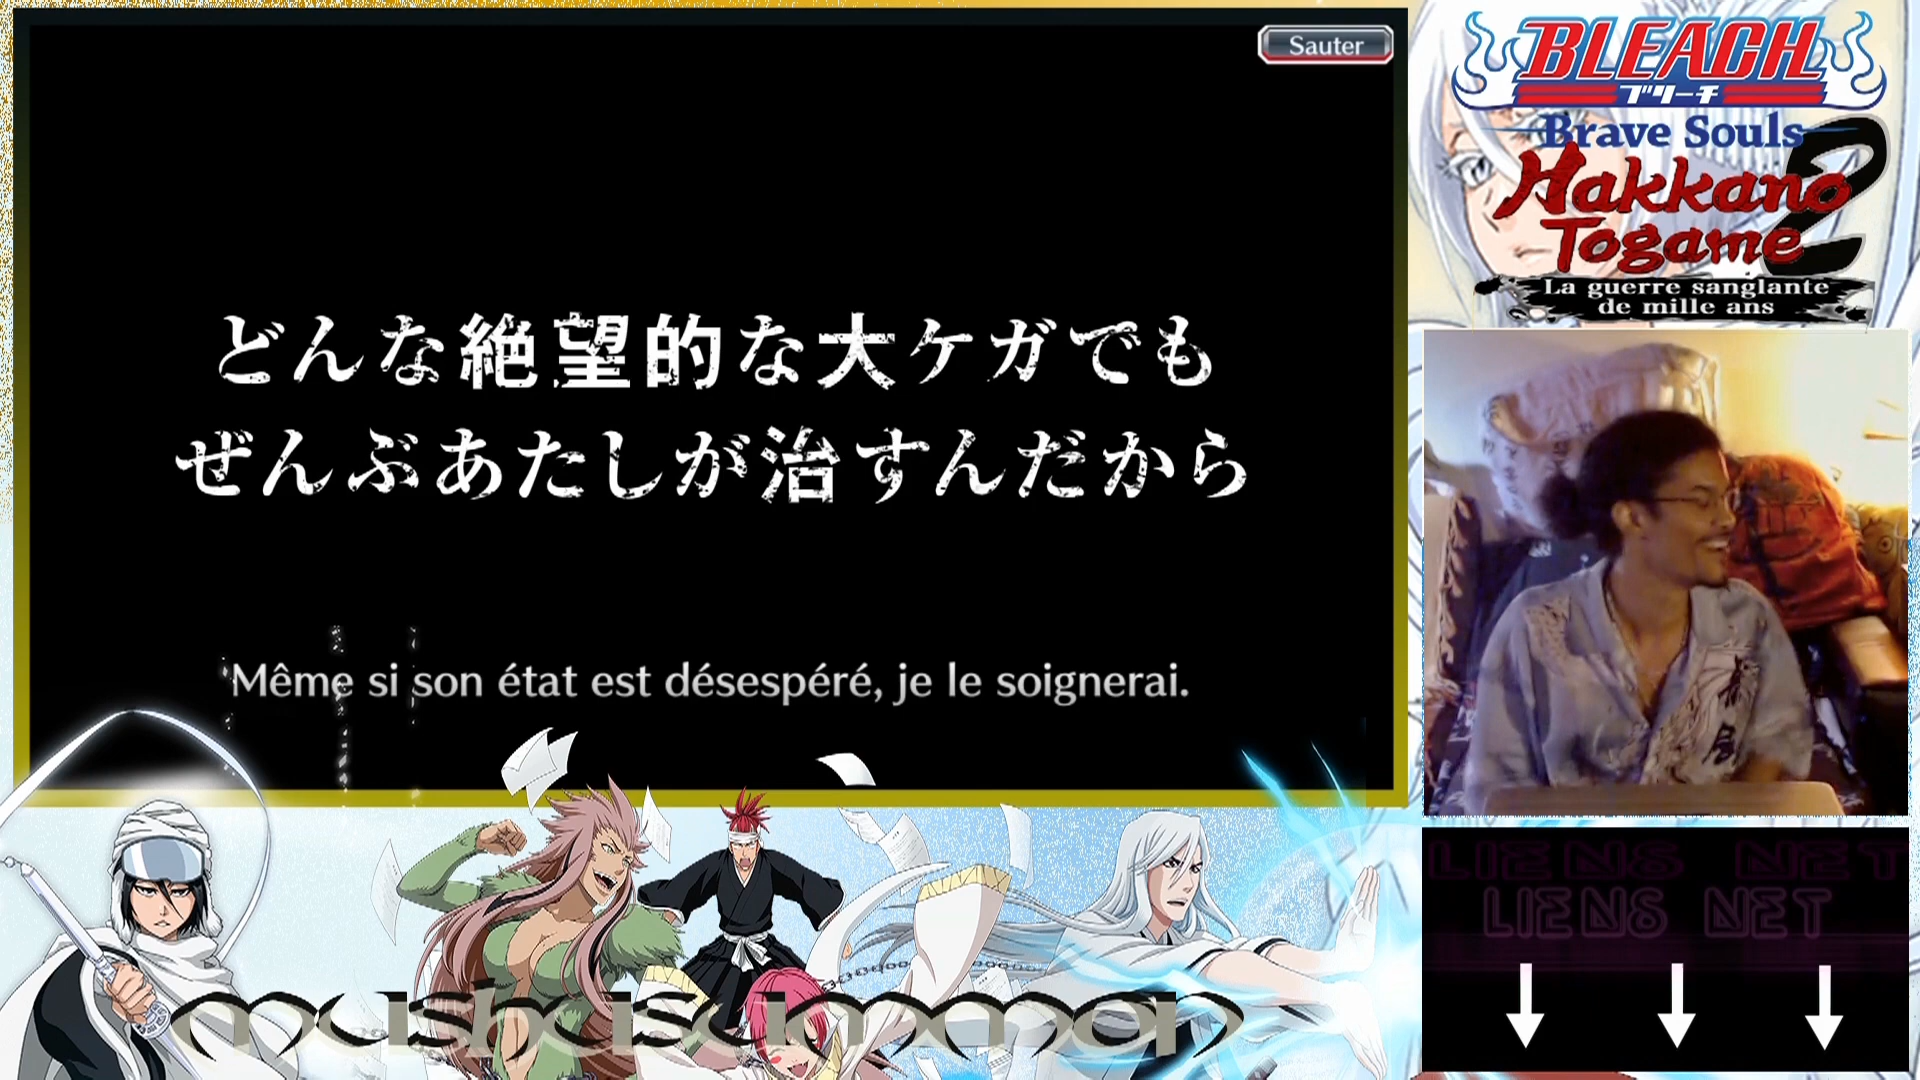 Sauter
どんな絶望的な大ケガでも
ぜんぶあたしが治すんだから
Même si son état est désespéré, je le soignerai.
BLEACH
ブリーチ
Brave Souls
Hakkano
Togame
2
La guerre sanglante
de mille ans
LIENS NET
LIENS NET
mushisummon